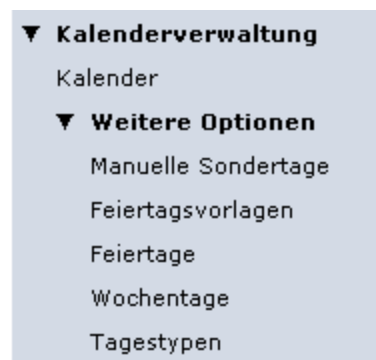 ▼ Kalenderverwaltung
Kalender
▼ Weitere Optionen
Manuelle Sondertage
Feiertagsvorlagen
Feiertage
Wochentage
Tagestypen